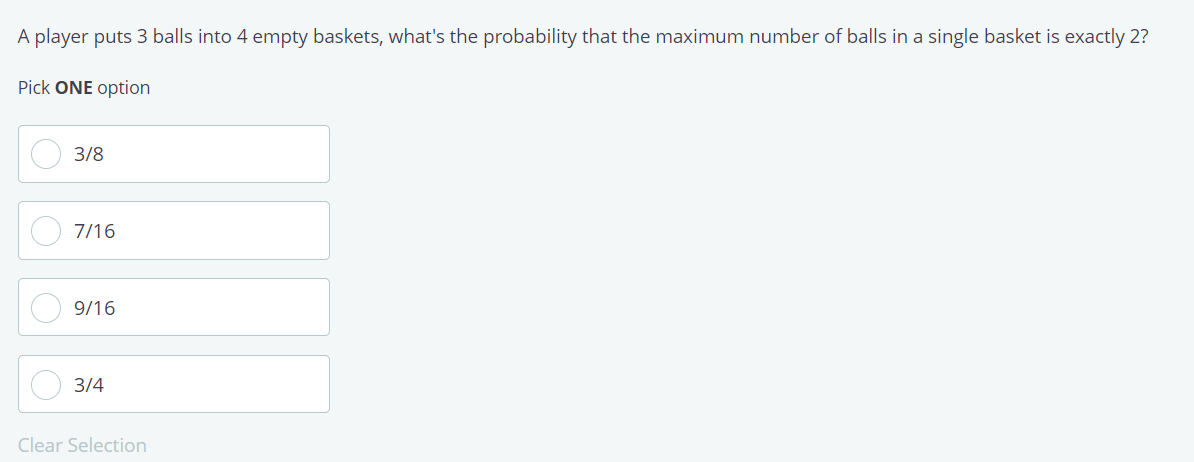 A player puts 3 balls into 4 empty baskets, what's the probability that the maximum number of balls in a single basket is exactly 2?
Pick ONE option
3/8
7/16
9/16
3/4
Clear Selection